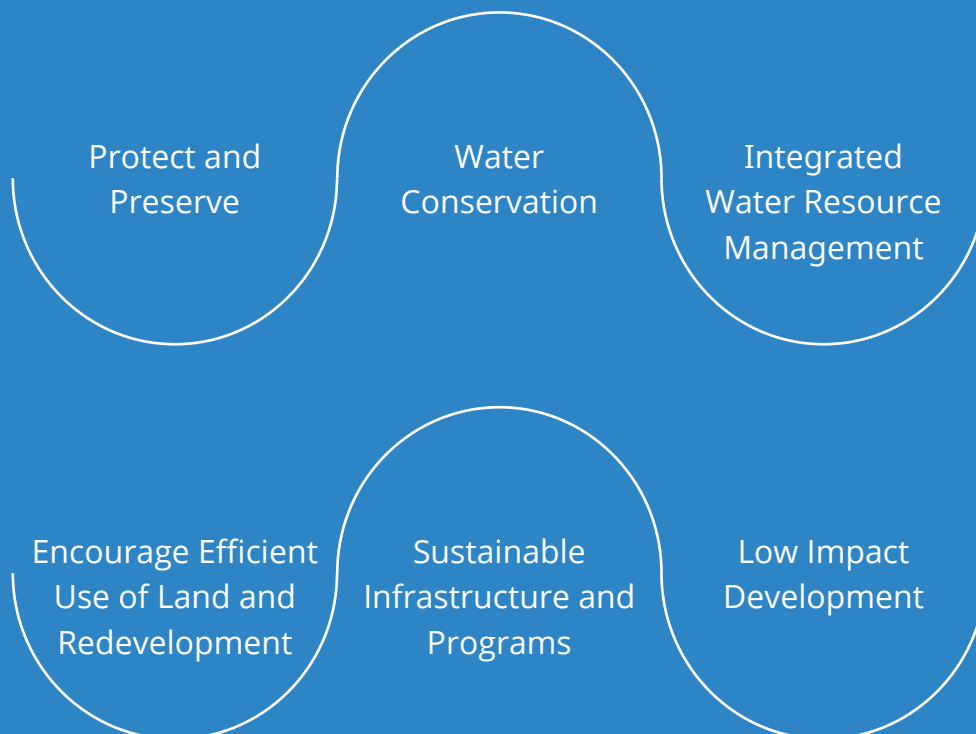 Protect and
Preserve
Water
Conservation
Integrated
Water Resource
Management
Encourage Efficient
Use of Land and
Redevelopment
Sustainable
Infrastructure and
Programs
Low Impact
Development